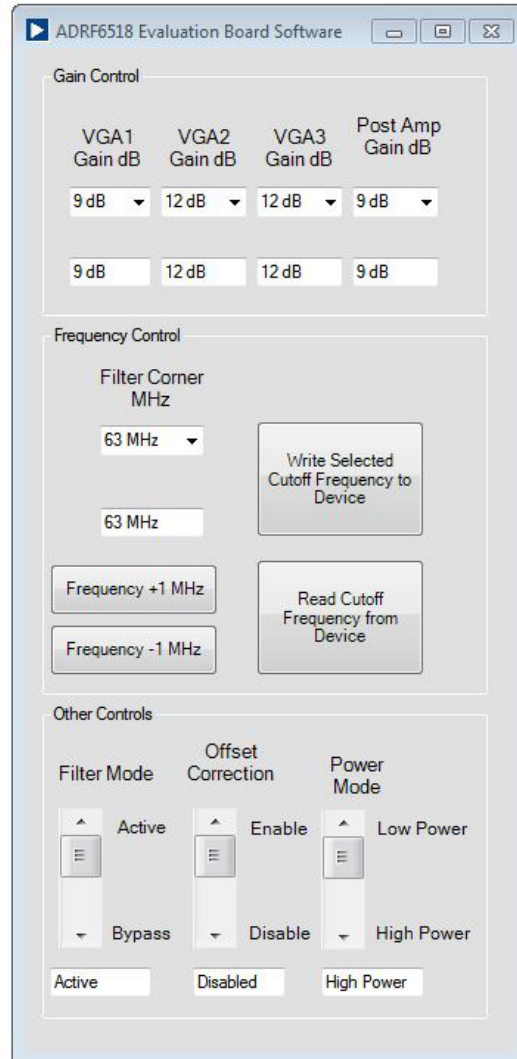 ADRF6518 Evaluation Board Software
Gain Control
VGA1 VGA2 VGA3 Post Amp
Gain dB Gain dB Gain dB Gain dB
9 dB 12 dB 12 dB 9 dB
9 dB 12 dB 12 dB 9 dB
Frequency Control
Filter Corner
MHz
63 MHz
Write Selected
Cutoff Frequency to
Device
63 MHz
Frequency +1 MHz
Frequency -1 MHz
Read Cutoff
Frequency from
Device
Other Controls
Filter Mode
Offset
Correction
Power
Mode
Active Enable Low Power
Bypass Disable High Power
Active Disabled High Power